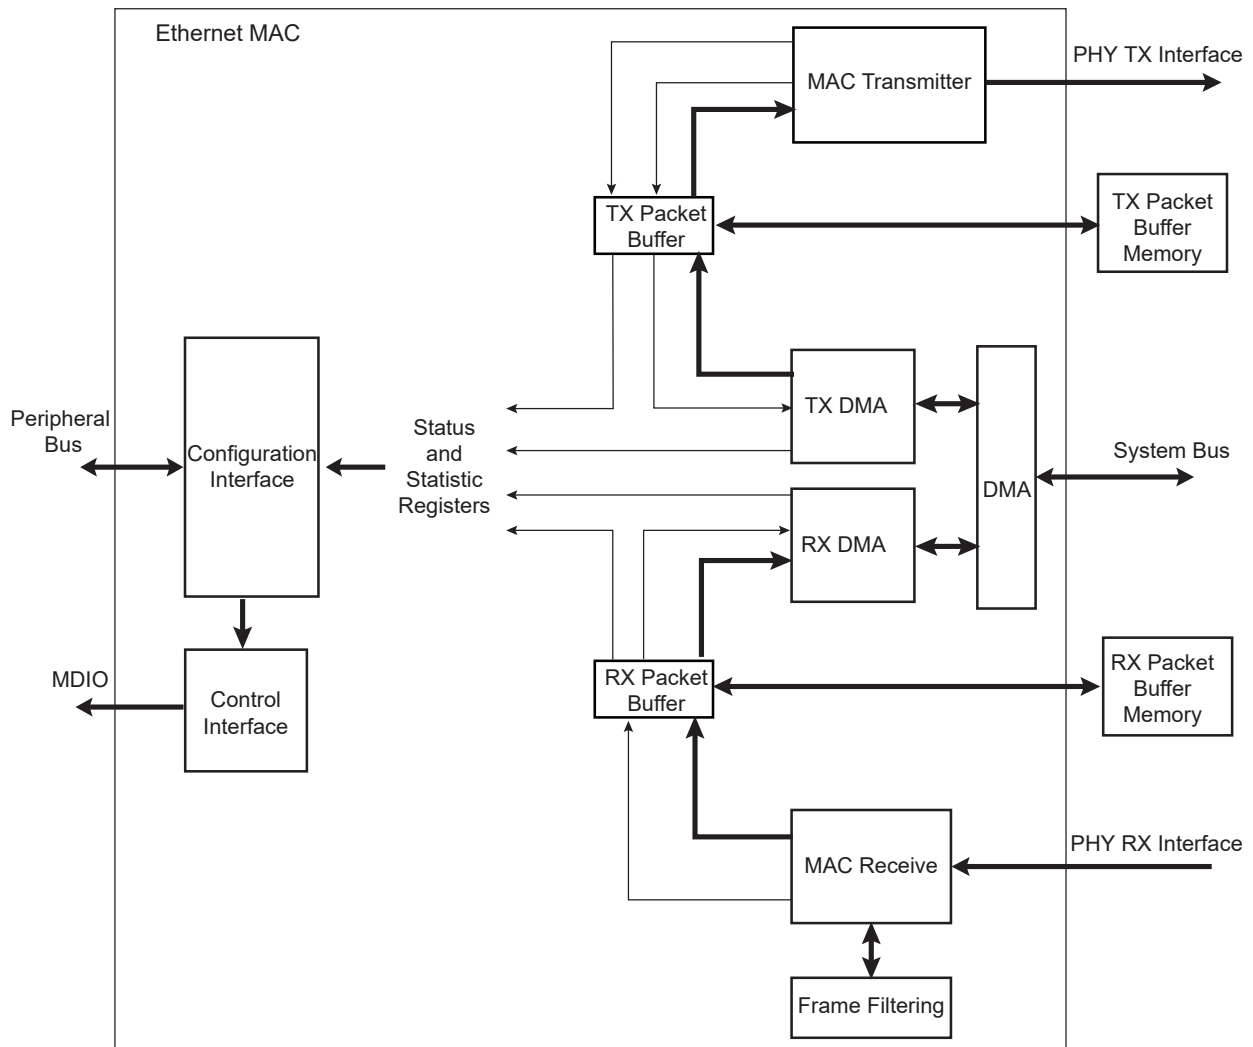 Ethernet MAC
PHY TX Interface
MAC Transmitter
TX Packet
Buffer
TX Packet
Buffer
Memory
Peripheral
Bus
Configuration
Interface
Status
and
Statistic
Registers
TX DMA
DMA
System Bus
RX DMA
MDIO
Control
Interface
RX Packet
Buffer
RX Packet
Buffer
Memory
PHY RX Interface
MAC Receive
Frame Filtering